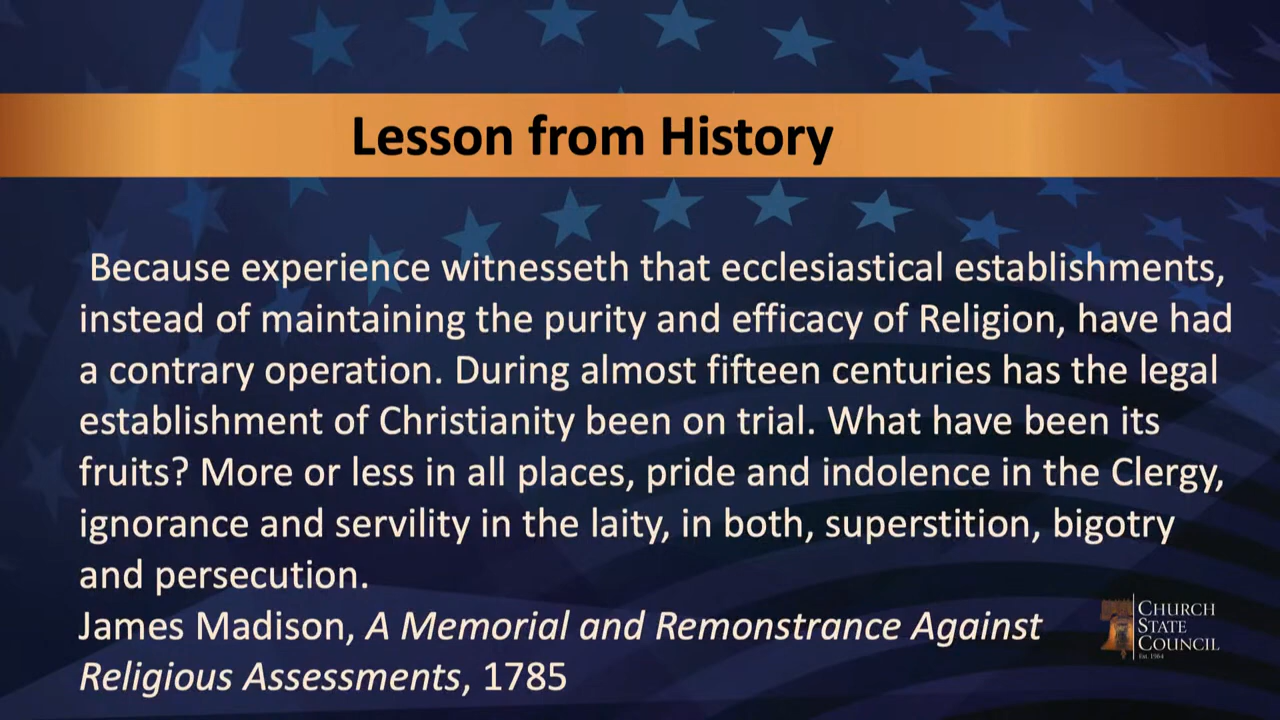 Lesson from History
Because experience witnesseth that ecclesiastical establishments,
instead of maintaining the purity and efficacy of Religion, have had
a contrary operation. During almost fifteen centuries has the legal
establishment of Christianity been on trial. What have been its
fruits? More or less in all places, pride and indolence in the Clergy,
ignorance and servility in the laity, in both, superstition, bigotry
and persecution.
James Madison, A Memorial and Remonstrance Against
Religious Assessments, 1785
CHURCH
STATE
COUNCIL
Est. 1964